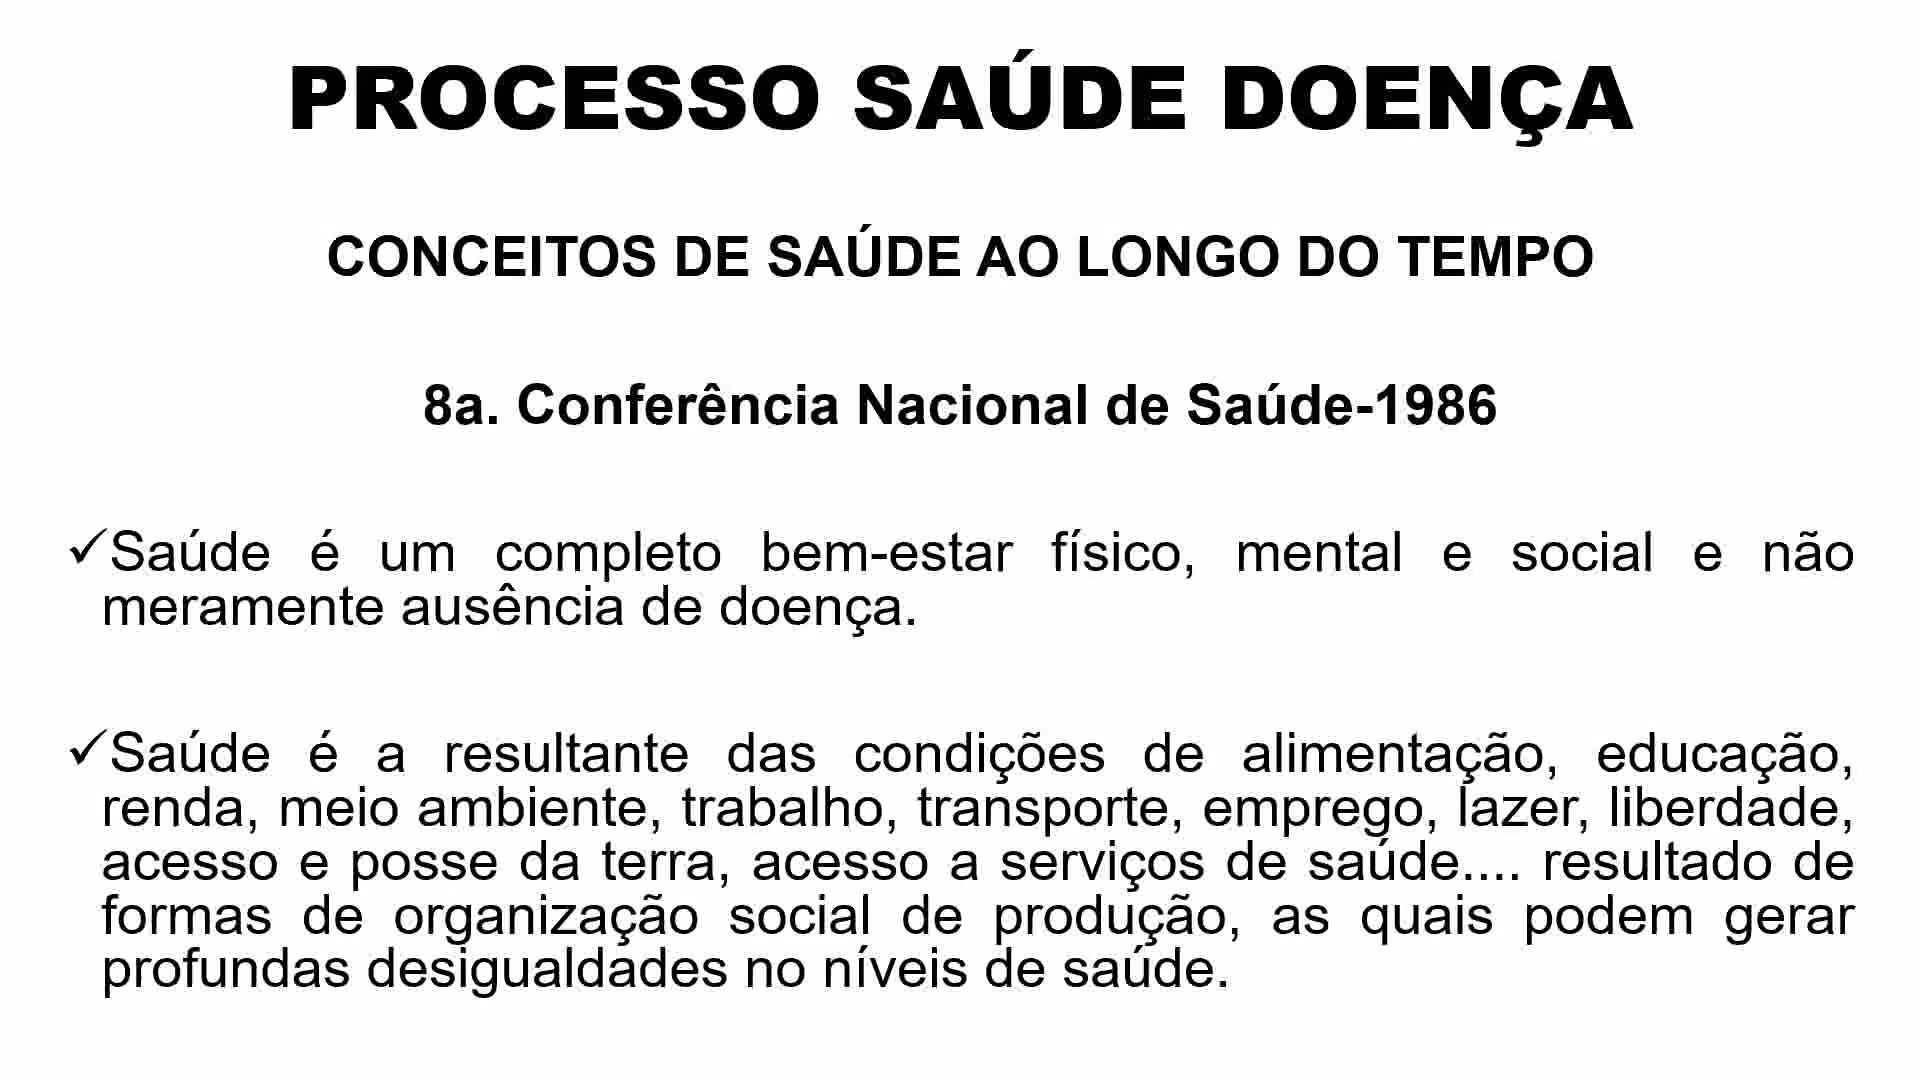 PROCESSO SAÚDE DOENÇA
CONCEITOS DE SAÚDE AO LONGO DO TEMPO
8a. Conferência Nacional de Saúde-1986
✓Saúde é um completo bem-estar físico, mental e social e não
meramente ausência de doença.
✓Saúde é a resultante das condições de alimentação, educação,
renda, meio ambiente, trabalho, transporte, emprego, lazer, liberdade,
acesso e posse da terra, acesso a serviços de saúde.... resultado de
formas de organização social de produção, as quais podem gerar
profundas desigualdades no níveis de saúde.